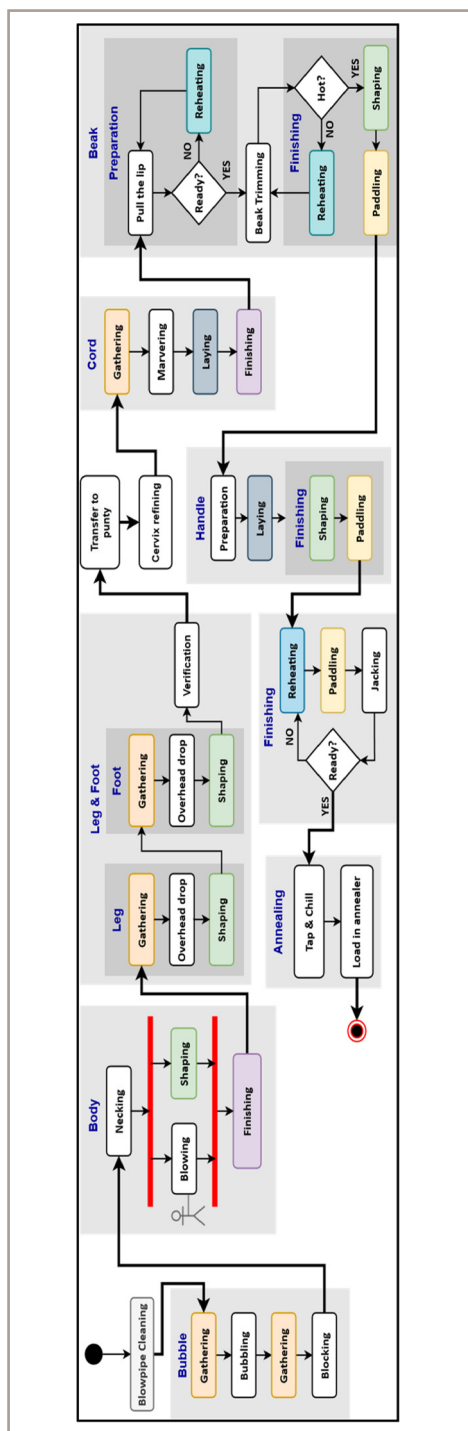 Blowpipe Cleaning
Bubble
Gathering
Bubbling
Gathering
Blocking
Body
Necking
Blowing
Shaping
Finishing
Leg & Foot
Leg
Gathering
Overhead drop
Shaping
Foot
Gathering
Overhead drop
Shaping
Verification
Transfer to
punty
Cervix refining
Cord
Gathering
Marvering
Laying
Finishing
Beak
Preparation
Pull the lip
Reheating
NO
Ready?
YES
Beak Trimming
Finishing
Hot?
YES
NO
Reheating
Shaping
Paddling
Handle
Preparation
Laying
Finishing
Shaping
Paddling
Finishing
Reheating
Paddling
Jacking
NO
Ready?
YES
Annealing
Tap & Chill
Load in annealer